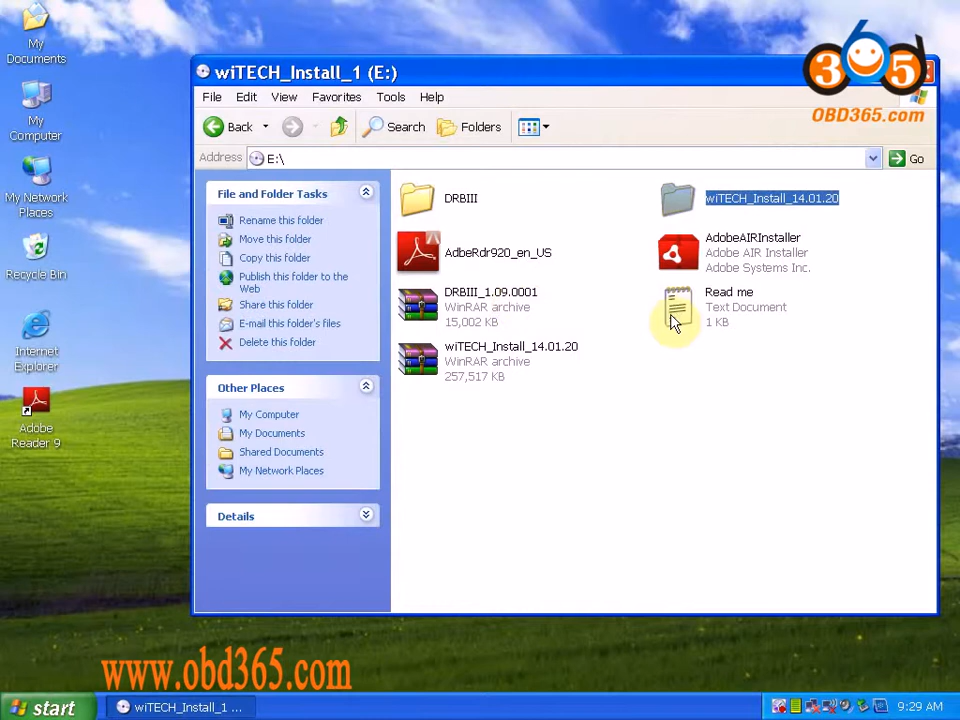 My
Documents
My
Computer
My Network
Places
Recycle Bin
Internet
Explorer
Adobe
Reader 9
wiTECH_Install_1 (E:)
File Edit View Favorites Tools Help
Back Search Folders
Address E:\ Go
File and Folder Tasks
Rename this folder
Move this folder
Copy this folder
Publish this folder to the
Web
Share this folder
E-mail this folder's files
Delete this folder
Other Places
My Computer
My Documents
Shared Documents
My Network Places
Details
DRBIII
wiTECH_Install_14.01.20
AdbeRdr920_en_US
AdobeAIRInstaller
Adobe AIR Installer
Adobe Systems Inc.
DRBIII_1.09.0001
WinRAR archive
15,002 KB
Read me
Text Document
1 KB
wiTECH_Install_14.01.20
WinRAR archive
257,517 KB
365d
OBD365.com
www.obd365.com
start wiTECH_Install_1 ... 9:29 AM